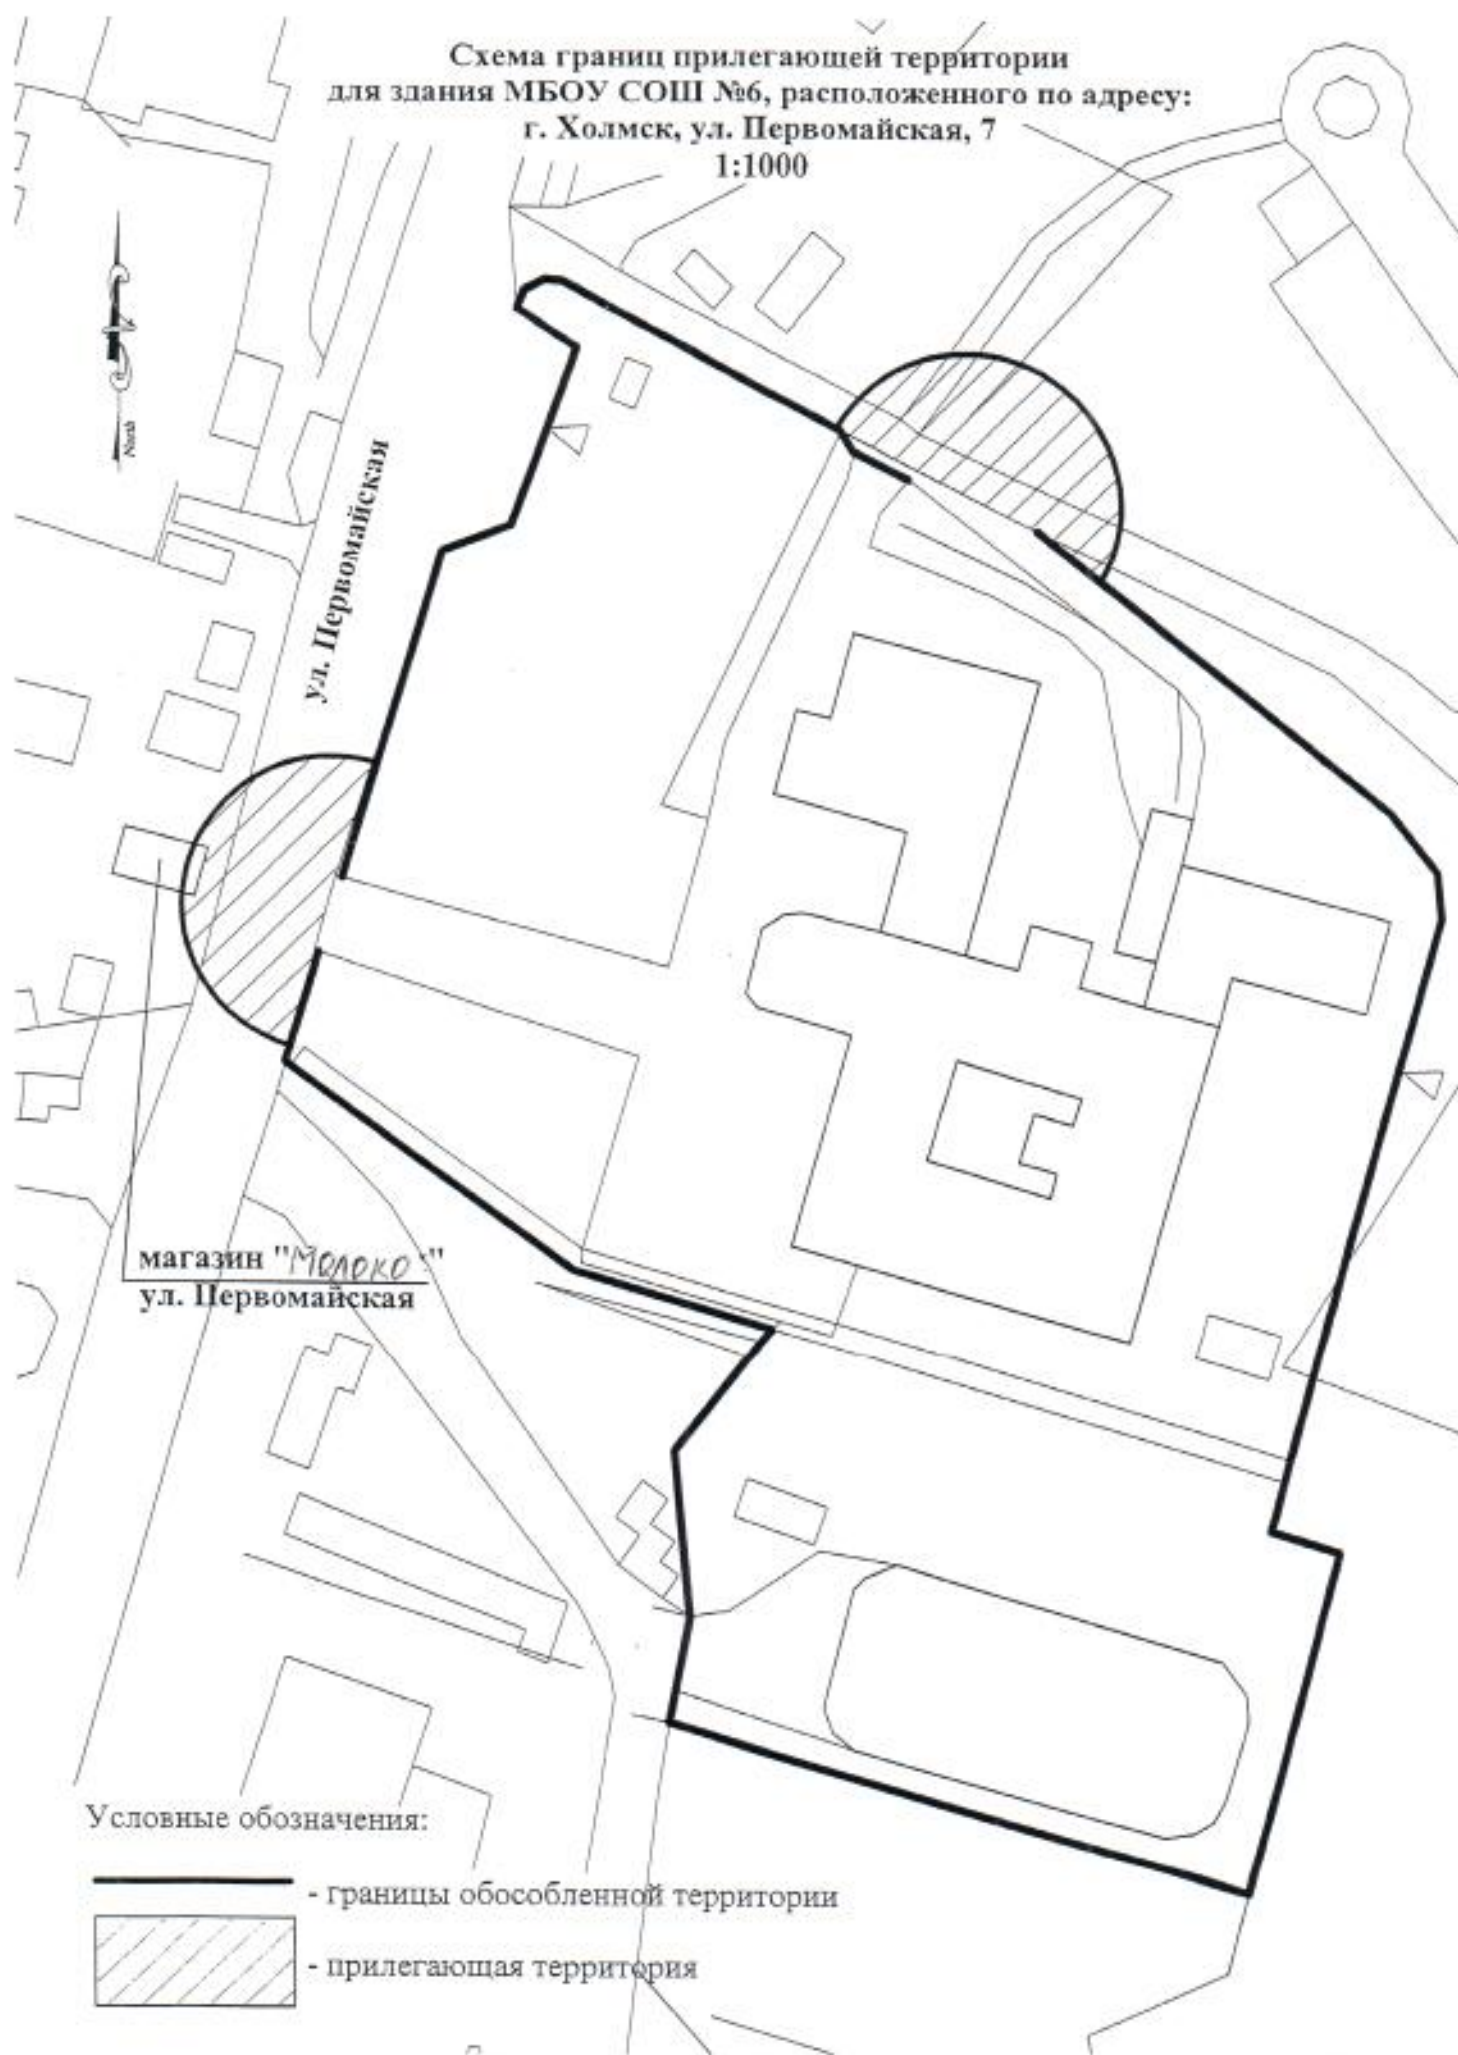 Схема границ прилегающей территории
для здания МБОУ СОШ №6, расположенного по адресу:
г. Холмск, ул. Первомайская, 7
1:1000
North
ул. Первомайская
магазин "Молоко"
ул. Первомайская
Условные обозначения:
- границы обособленной территории
- прилегающая территория